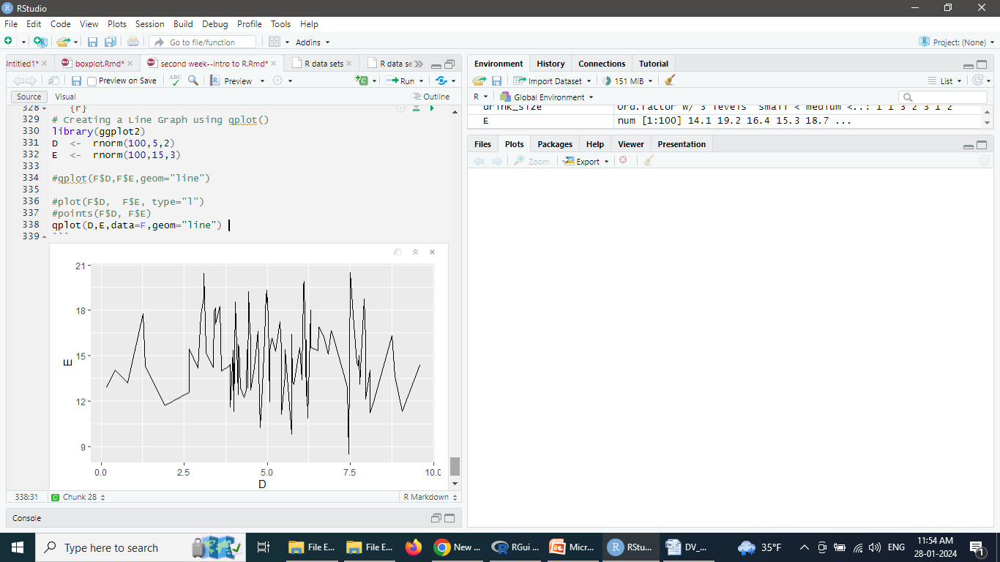 RStudio
File Edit Code View Plots Session Build Debug Profile Tools Help
Go to file/function Addins Project: (None)
Intitled1* boxplot.Rmd* second week--intro to R.Rmd* R data sets R data se
Preview on Save ABC Preview Run
Source Visual Outline
328 {r}
329 # Creating a Line Graph using qplot()
330 library(ggplot2)
331 D <- rnorm(100,5,2)
332 E <- rnorm(100,15,3)
333
334 #qplot(F$D,F$E,geom="line")
335
336 #plot(F$D, F$E, type="l")
337 #points(F$D, F$E)
338 qplot(D,E,data=F,geom="line")
339 ```
21
18
15
12
9
E
0.0 2.5 5.0 7.5 10.0
D
338:31 Chunk 28 R Markdown
Console
Environment History Connections Tutorial
Import Dataset 151 MiB List
R Global Environment
drink_size Ord.factor w/ 3 levels "small"<"medium"<..: 1 1 3 2 3 1 2
E num [1:100] 14.1 19.2 16.4 15.3 18.7 ...
Files Plots Packages Help Viewer Presentation
Zoom Export
Type here to search File E... File E... New ... RGui ... Micr... RStu... DV_... 35°F ENG 11:54 AM
28-01-2024
1